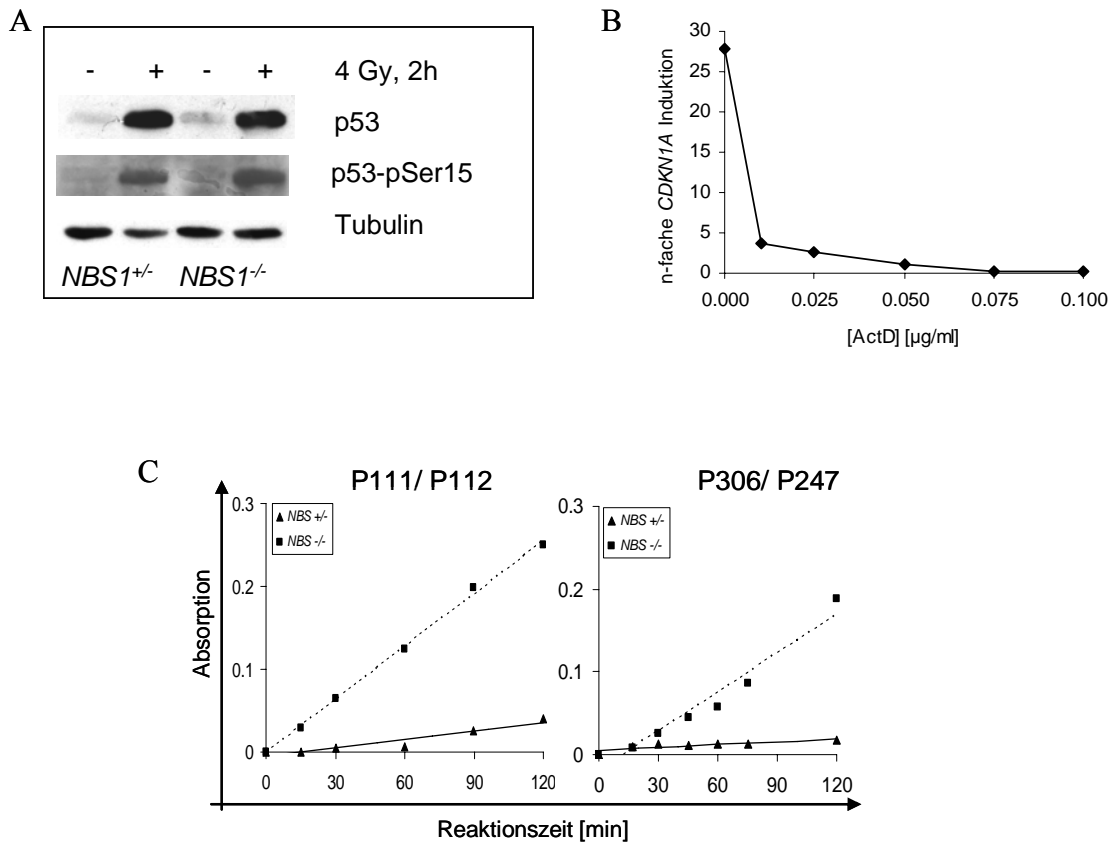 A
- + - + 4 Gy, 2h
p53
p53-pSer15
Tubulin
NBS1+/- NBS1-/-
B
n-fache CDKN1A Induktion
30
25
20
15
10
5
0
0.000 0.025 0.050 0.075 0.100
[ActD] [µg/ml]
C
P111/ P112
NBS +/-
NBS -/-
0.3
0.2
0.1
0
0 30 60 90 120
P306/ P247
NBS +/-
NBS -/-
0.3
0.2
0.1
0
0 30 60 90 120
Absorption
Reaktionszeit [min]